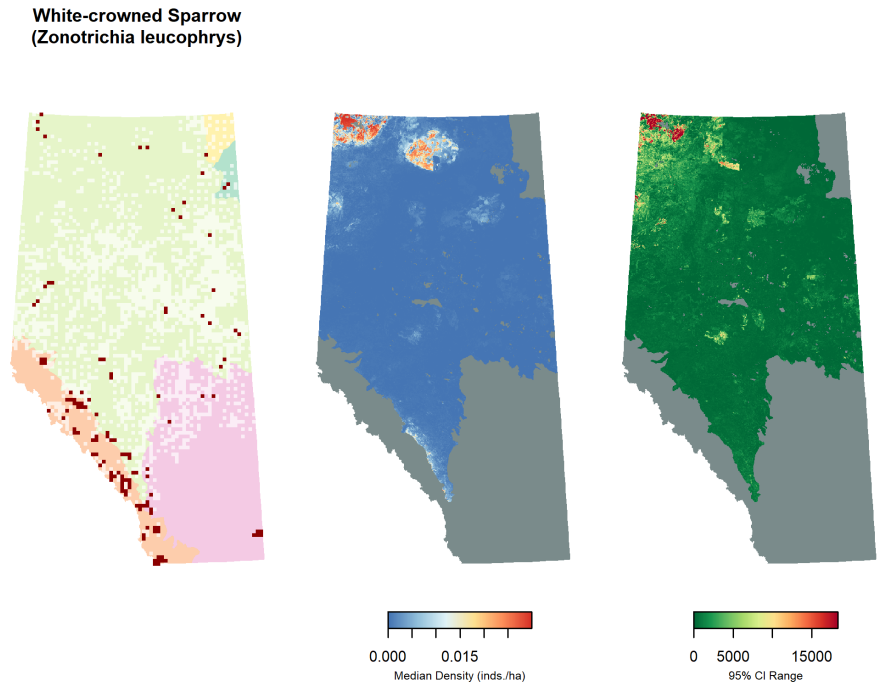 White-crowned Sparrow
(Zonotrichia leucophrys)
0.000 0.015
Median Density (inds./ha)
0 5000 15000
95% CI Range